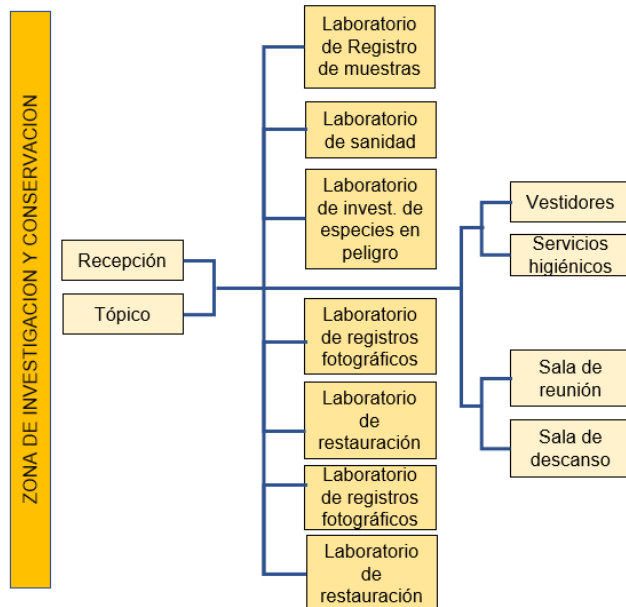 ZONA DE INVESTIGACION Y CONSERVACION
Recepción
Tópico
Laboratorio
de Registro
de muestras
Laboratorio
de sanidad
Laboratorio
de invest. de
especies en
peligro
Laboratorio
de registros
fotográficos
Laboratorio
de
restauración
Laboratorio
de registros
fotográficos
Laboratorio
de
restauración
Vestidores
Servicios
higiénicos
Sala de
reunión
Sala de
descanso